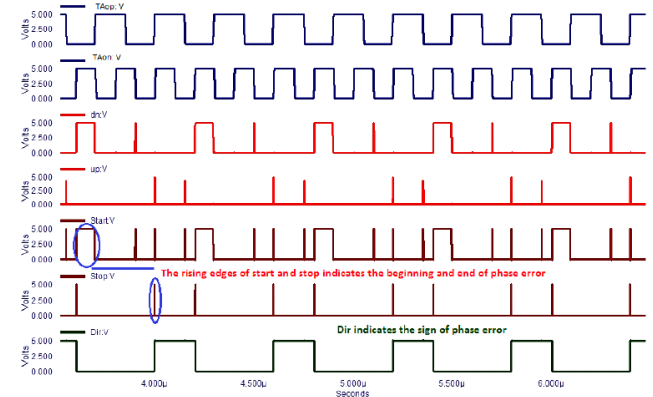 TAop: V
5.000
2.500
0.000
Volts
TAon: V
5.000
2.500
0.000
Volts
dn:V
5.000
2.500
0.000
Volts
up:V
5.000
2.500
0.000
Volts
Start:V
5.000
2.500
0.000
Volts
The rising edges of start and stop indicates the beginning and end of phase error
Stop:V
5.000
2.500
0.000
Volts
Dir indicates the sign of phase error
Dir:V
5.000
2.500
0.000
Volts
4.000µ 4.500µ 5.000µ 5.500µ 6.000µ
Seconds